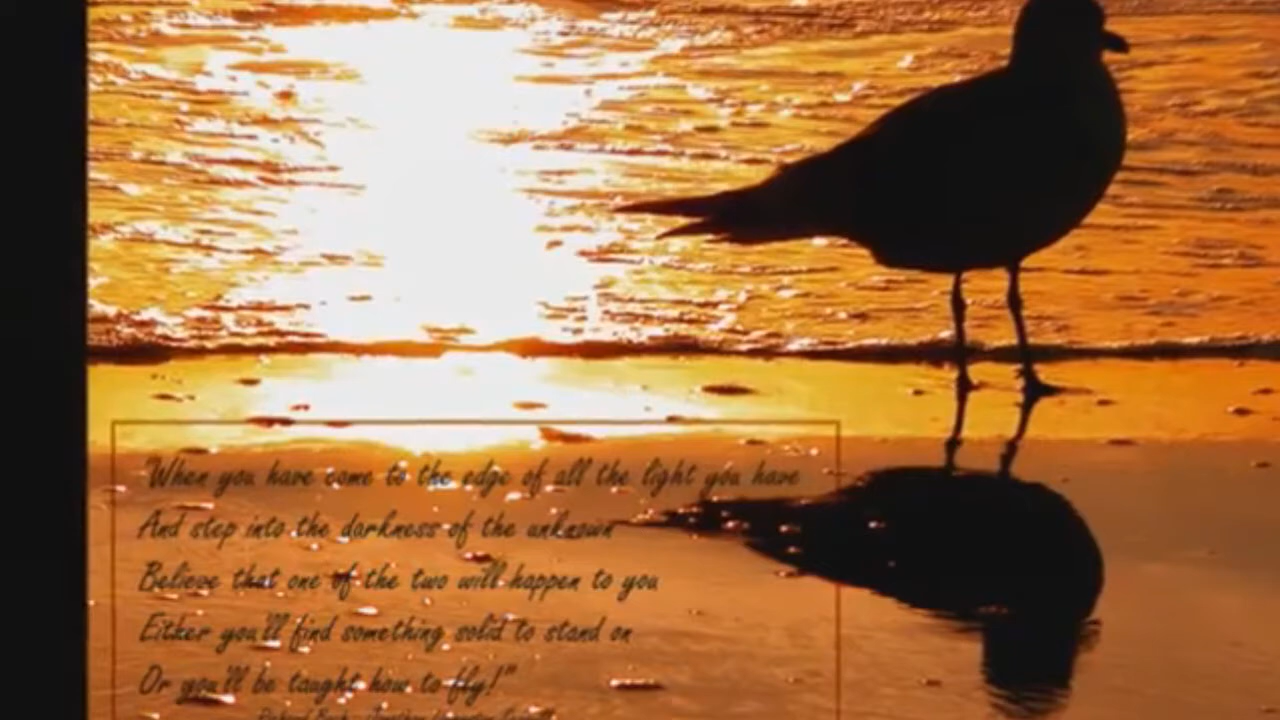 "When you have come to the edge of all the light you have
And step into the darkness of the unknown
Believe that one of the two will happen to you
Either you'll find something solid to stand on
Or you'll be taught how to fly!"
Richard Bach